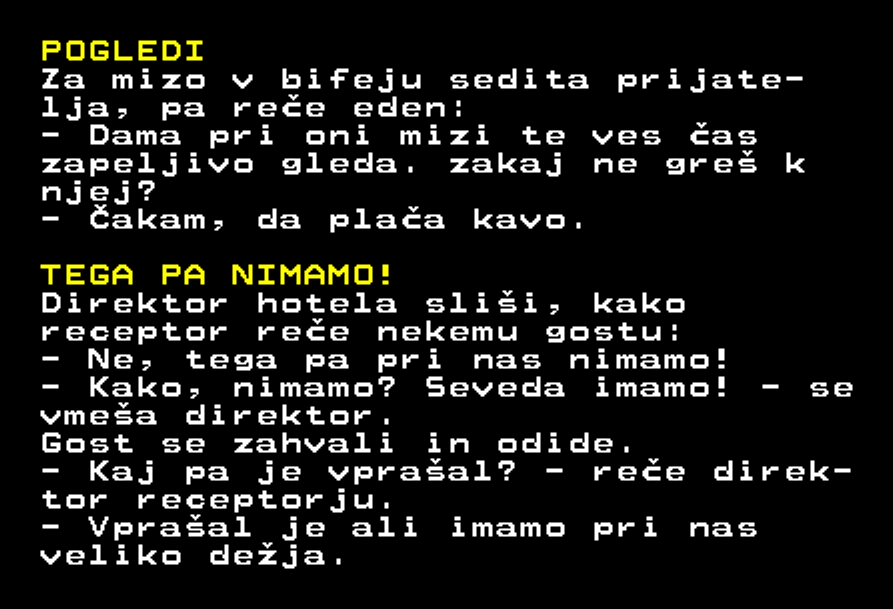 POGLEDI
Za mizo v bifeju sedita prijate-
lja, pa reče eden:
- Dama pri oni mizi te ves čas
zapeljivo gleda. zakaj ne greš k
njej?
- Čakam, da plača kavo.
TEGA PA NIMAMO!
Direktor hotela sliši, kako
receptor reče nekemu gostu:
- Ne, tega pa pri nas nimamo!
- Kako, nimamo? Seveda imamo! - se
vmeša direktor.
Gost se zahvali in odide.
- Kaj pa je vprašal? - reče direk-
tor receptorju.
- Vprašal je ali imamo pri nas
veliko dežja.